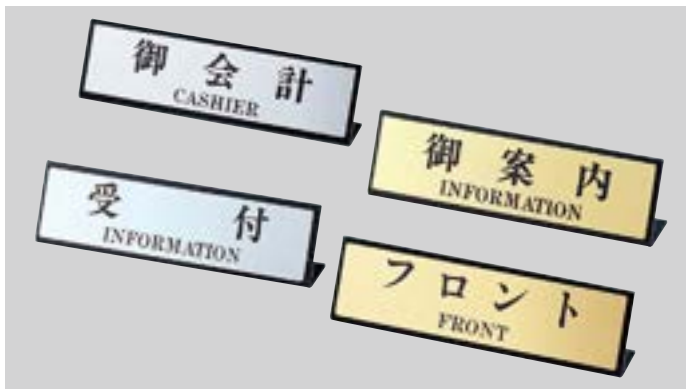 御会計
CASHIER
御案内
INFORMATION
受付
INFORMATION
フロント
FRONT